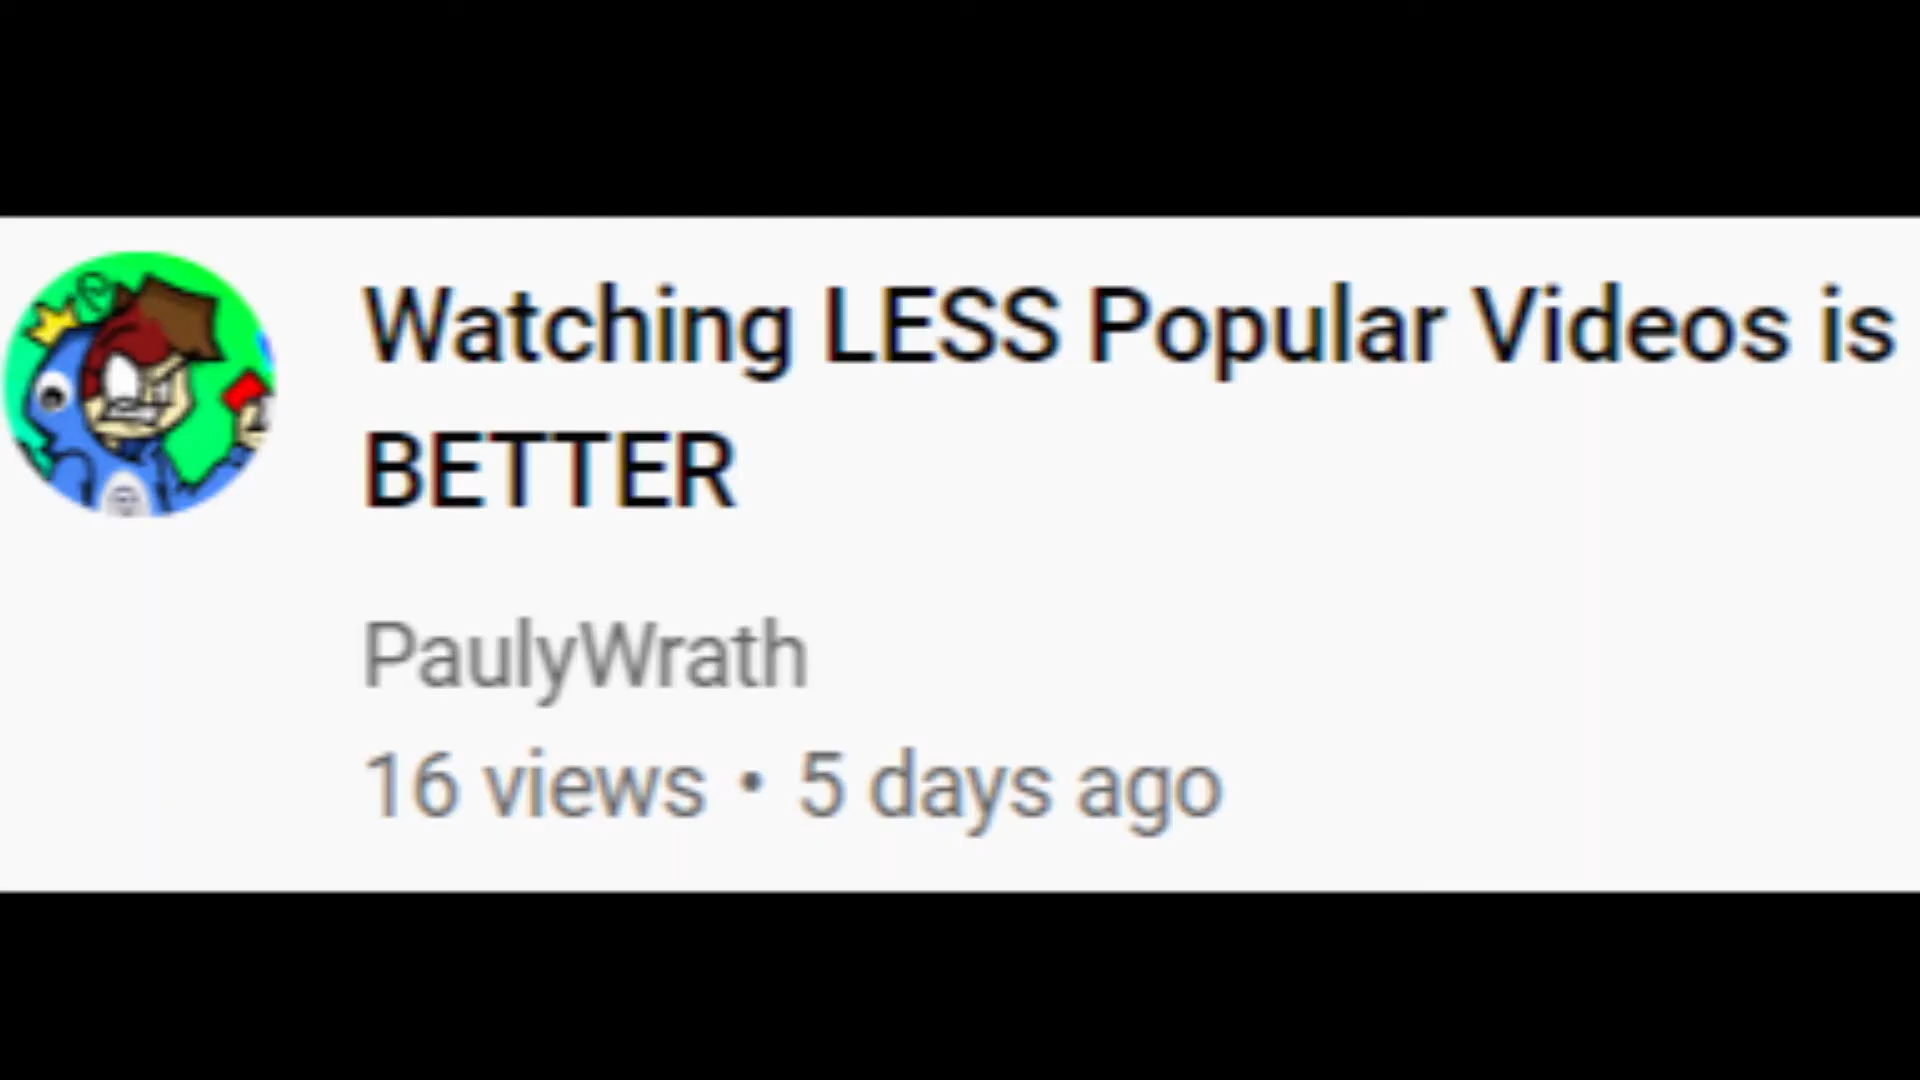 Watching LESS Popular Videos is
BETTER
PaulyWrath
16 views • 5 days ago